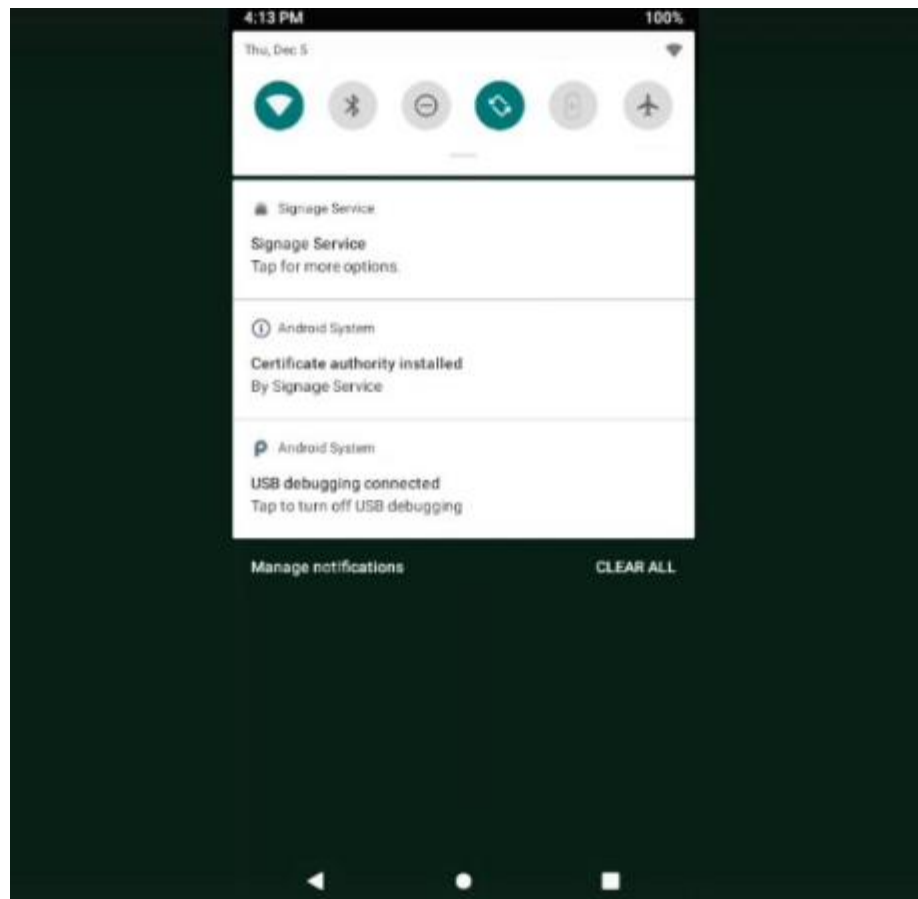 4:13 PM 100%
Thu, Dec 5
Signage Service
Signage Service
Tap for more options.
Android System
Certificate authority installed
By Signage Service
Android System
USB debugging connected
Tap to turn off USB debugging
Manage notifications CLEAR ALL